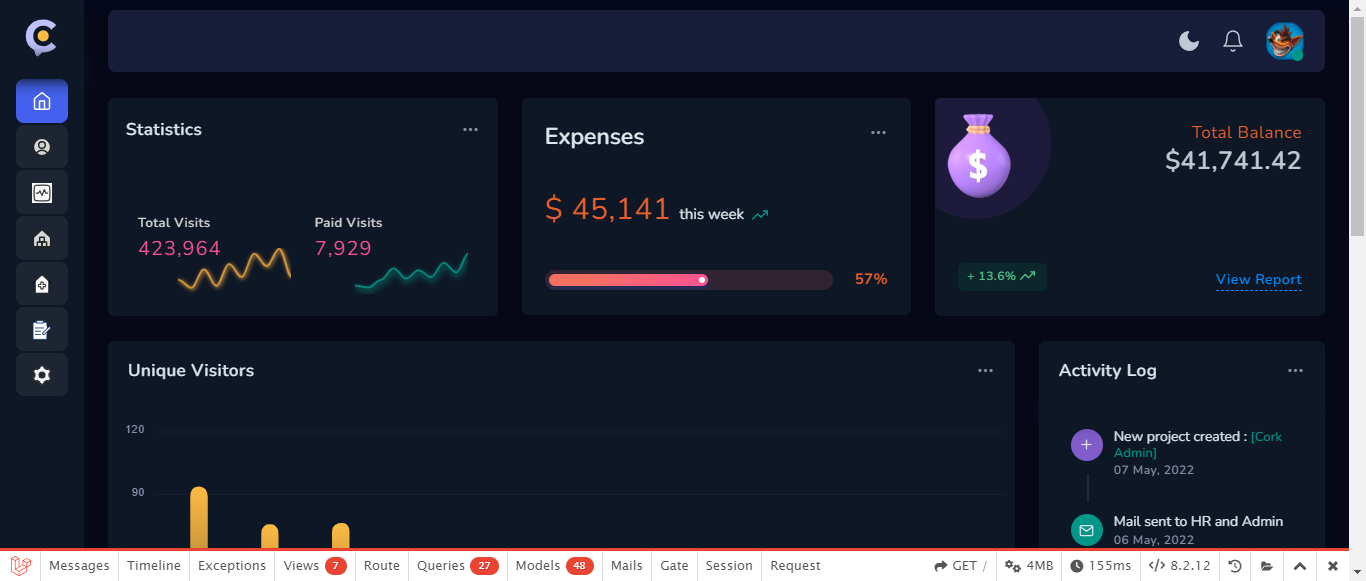 Statistics
Total Visits
423,964
Paid Visits
7,929
Expenses
$ 45,141 this week
57%
$
Total Balance
$41,741.42
+ 13.6%
View Report
Unique Visitors
120
90
Activity Log
New project created : [Cork
Admin]
07 May, 2022
Mail sent to HR and Admin
06 May, 2022
Messages Timeline Exceptions Views 7 Route Queries 27 Models 48 Mails Gate Session Request GET / 4MB 155ms </> 8.2.12